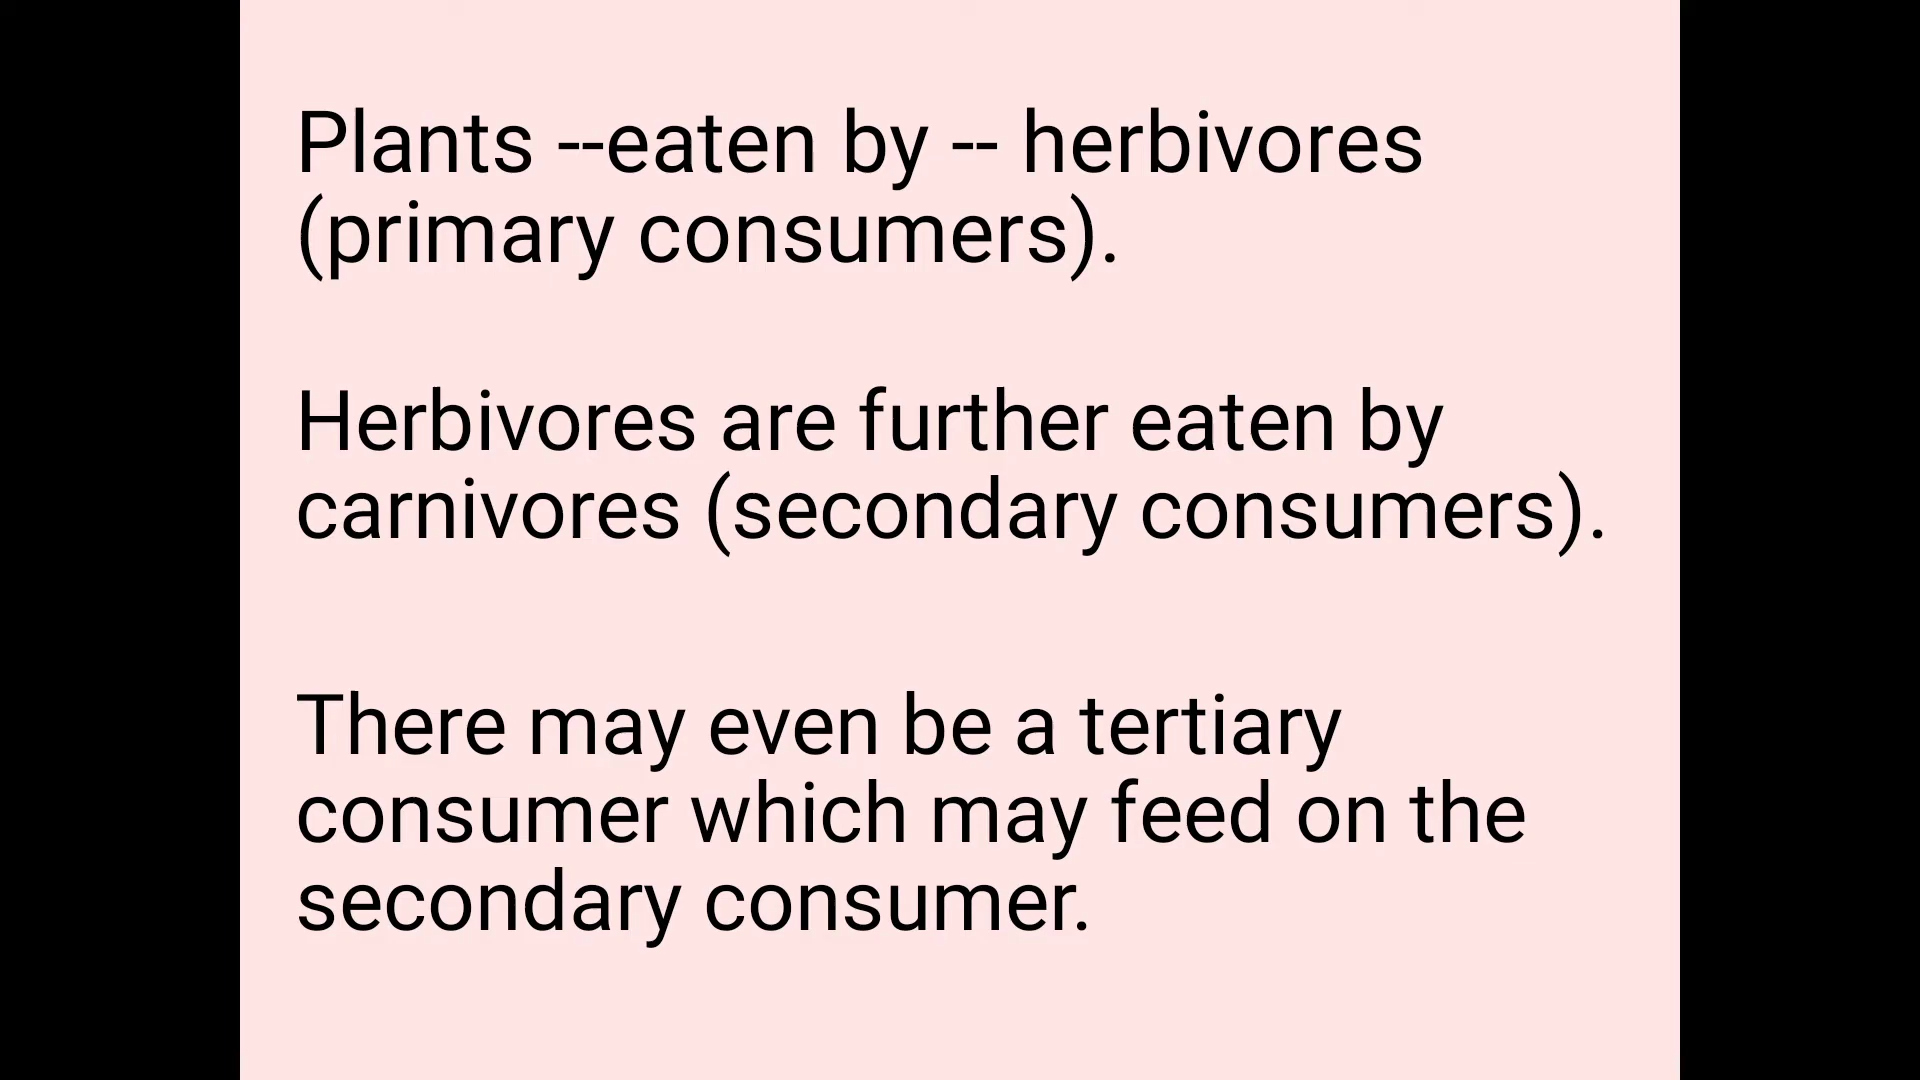 Plants --eaten by -- herbivores
(primary consumers).
Herbivores are further eaten by
carnivores (secondary consumers).
There may even be a tertiary
consumer which may feed on the
secondary consumer.